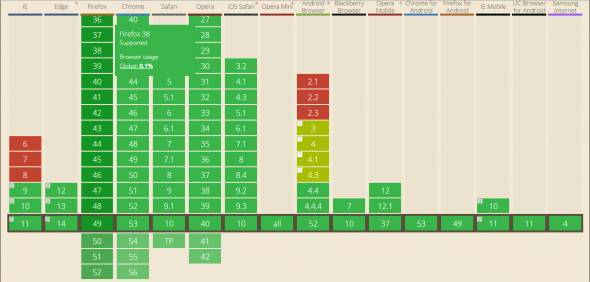 IE Edge * Firefox Chrome Safari Opera iOS Safari * Opera Mini * Android * Browser Blackberry Browser Opera * Mobile Chrome for Android Firefox for Android IE Mobile UC Browser for Android Samsung Internet
36 40 27
37 Firefox 38 28
38 Supported 29
39 Browser usage 30 3.2
Global: 0.1%
40 44 5 31 4.1 2.1
41 45 5.1 32 4.3 2.2
42 46 6 33 5.1 2.3
43 47 6.1 34 6.1 3
6 44 48 7 35 7.1 4
7 45 49 7.1 36 8 4.1
8 46 50 8 37 8.4 4.3
9 12 47 51 9 38 9.2 4.4 12
10 13 48 52 9.1 39 9.3 4.4.4 7 12.1 10
11 14 49 53 10 40 10 all 52 10 37 53 49 11 11 4
50 54 TP 41
51 55 42
52 56